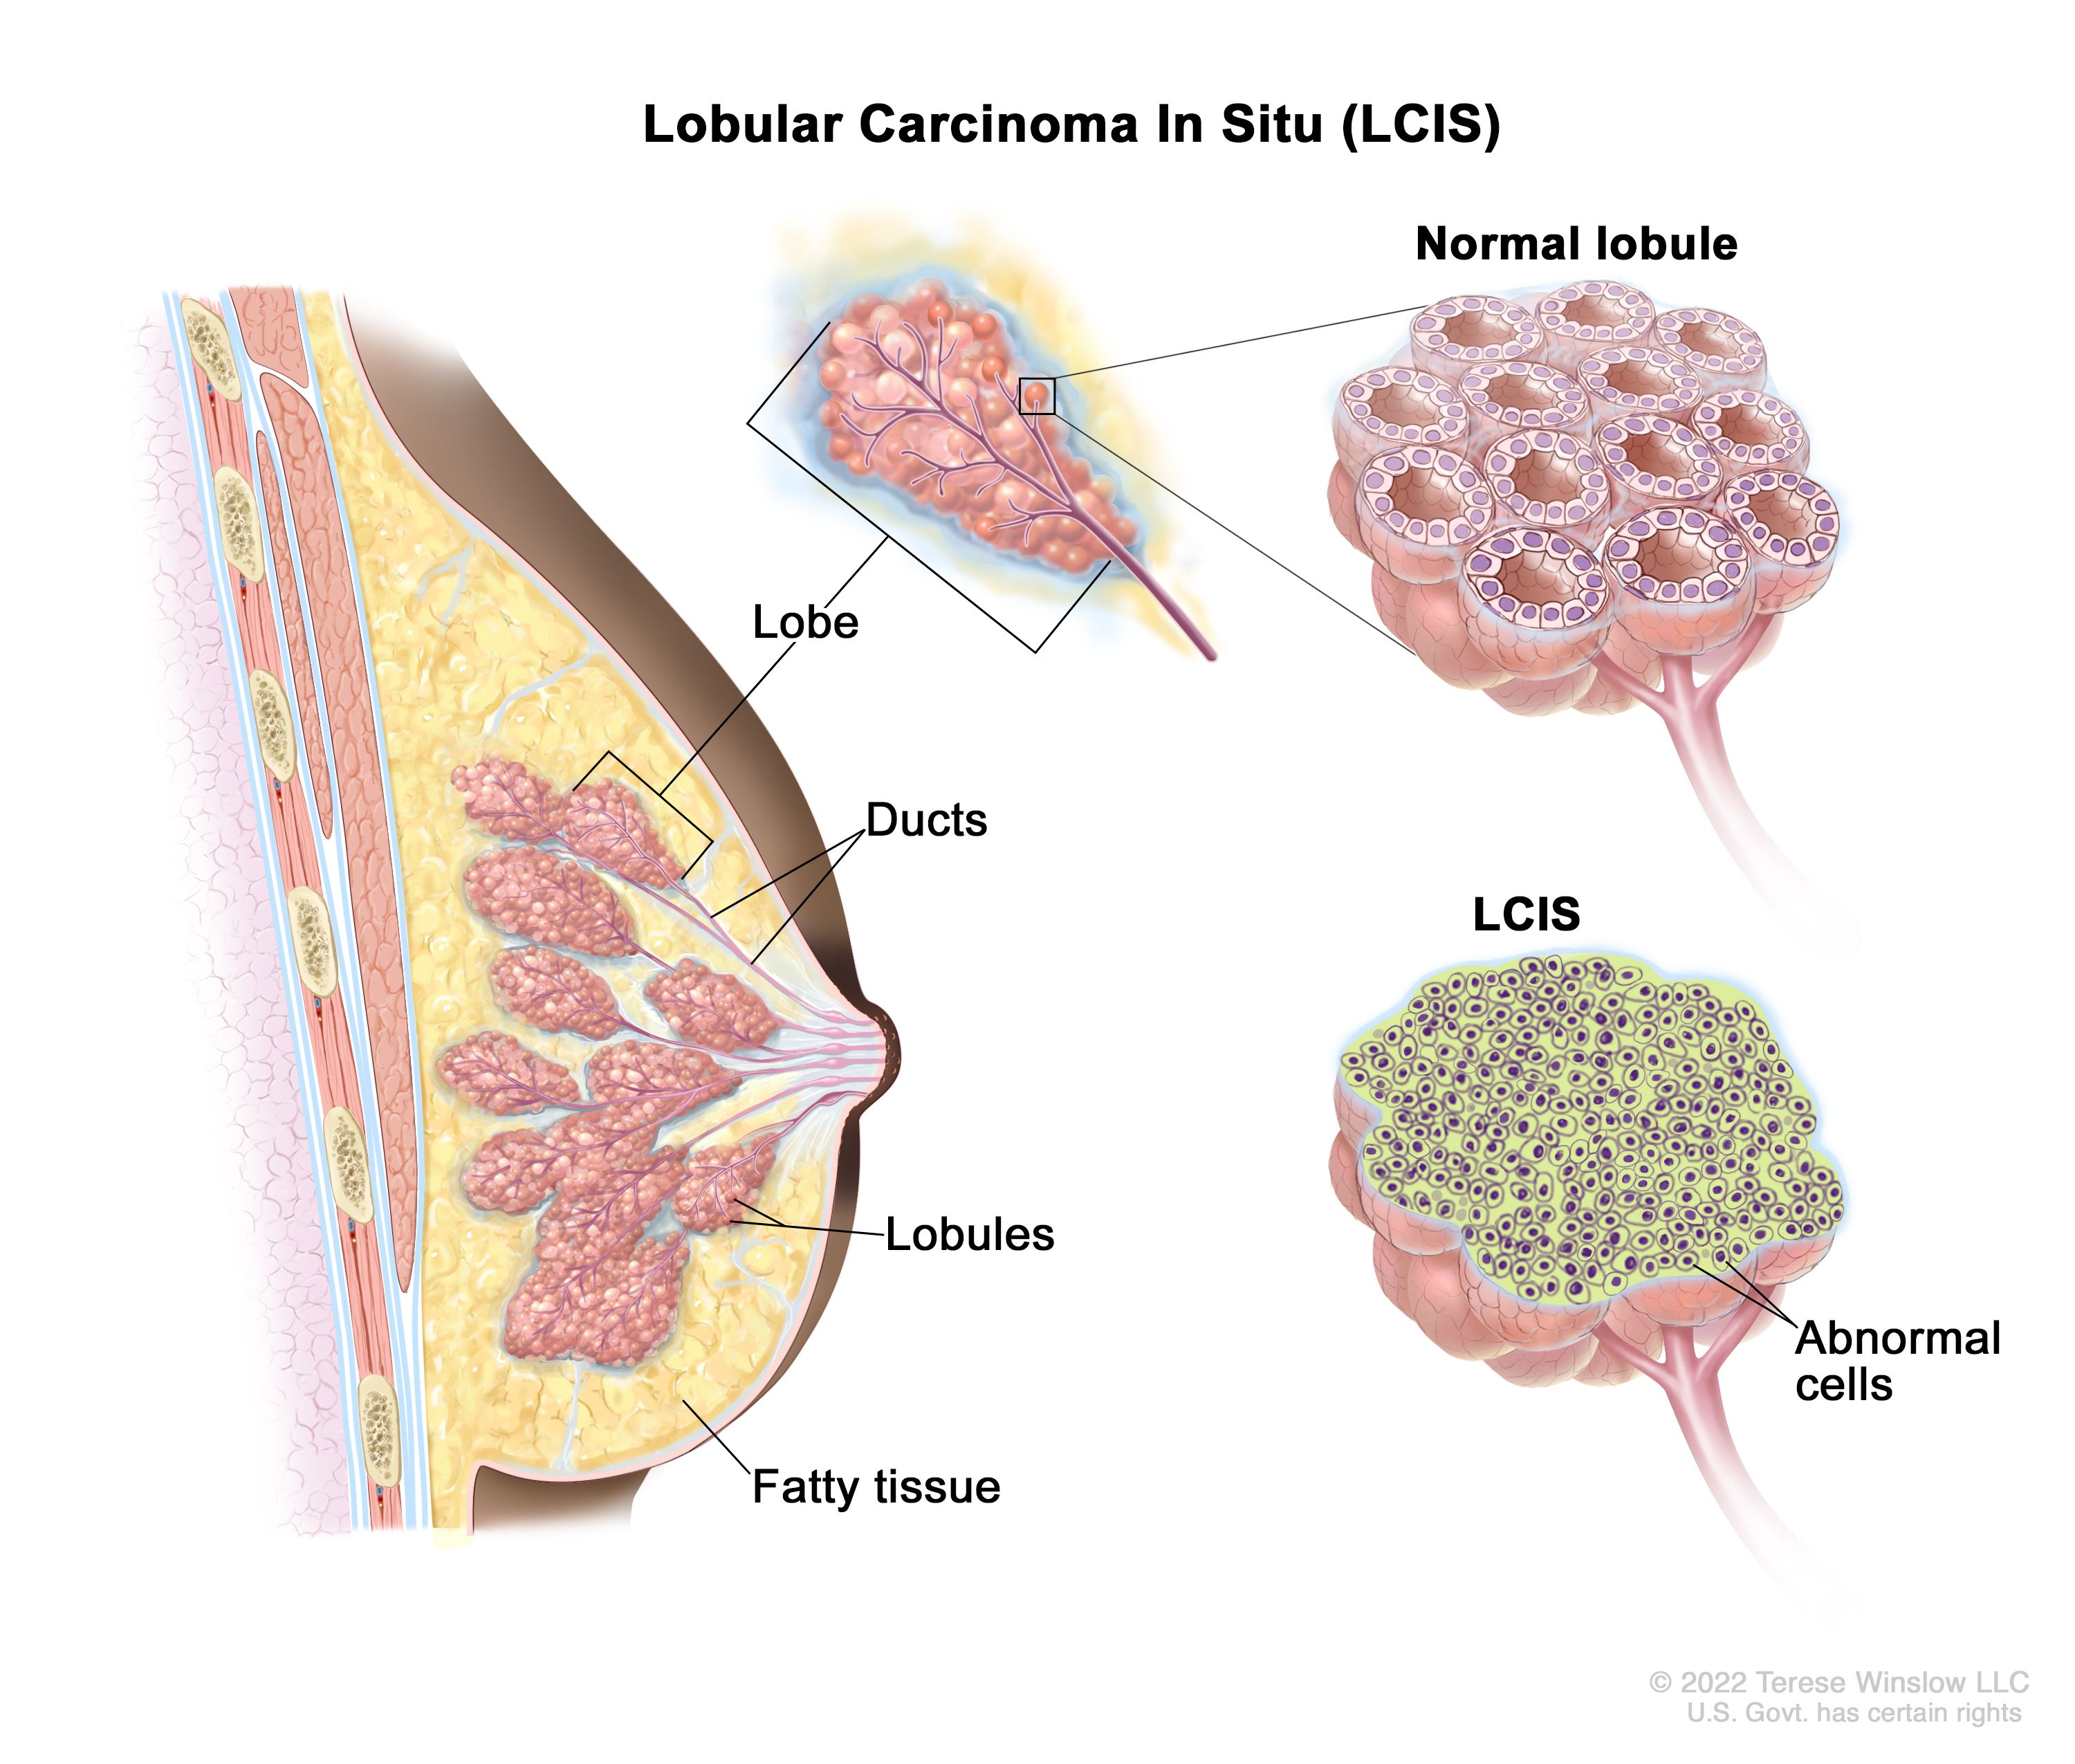 Lobular Carcinoma In Situ (LCIS)
Normal lobule
Lobe
Ducts
LCIS
Lobules
Abnormal
cells
Fatty tissue
© 2022 Terese Winslow LLC
U.S. Govt. has certain rights